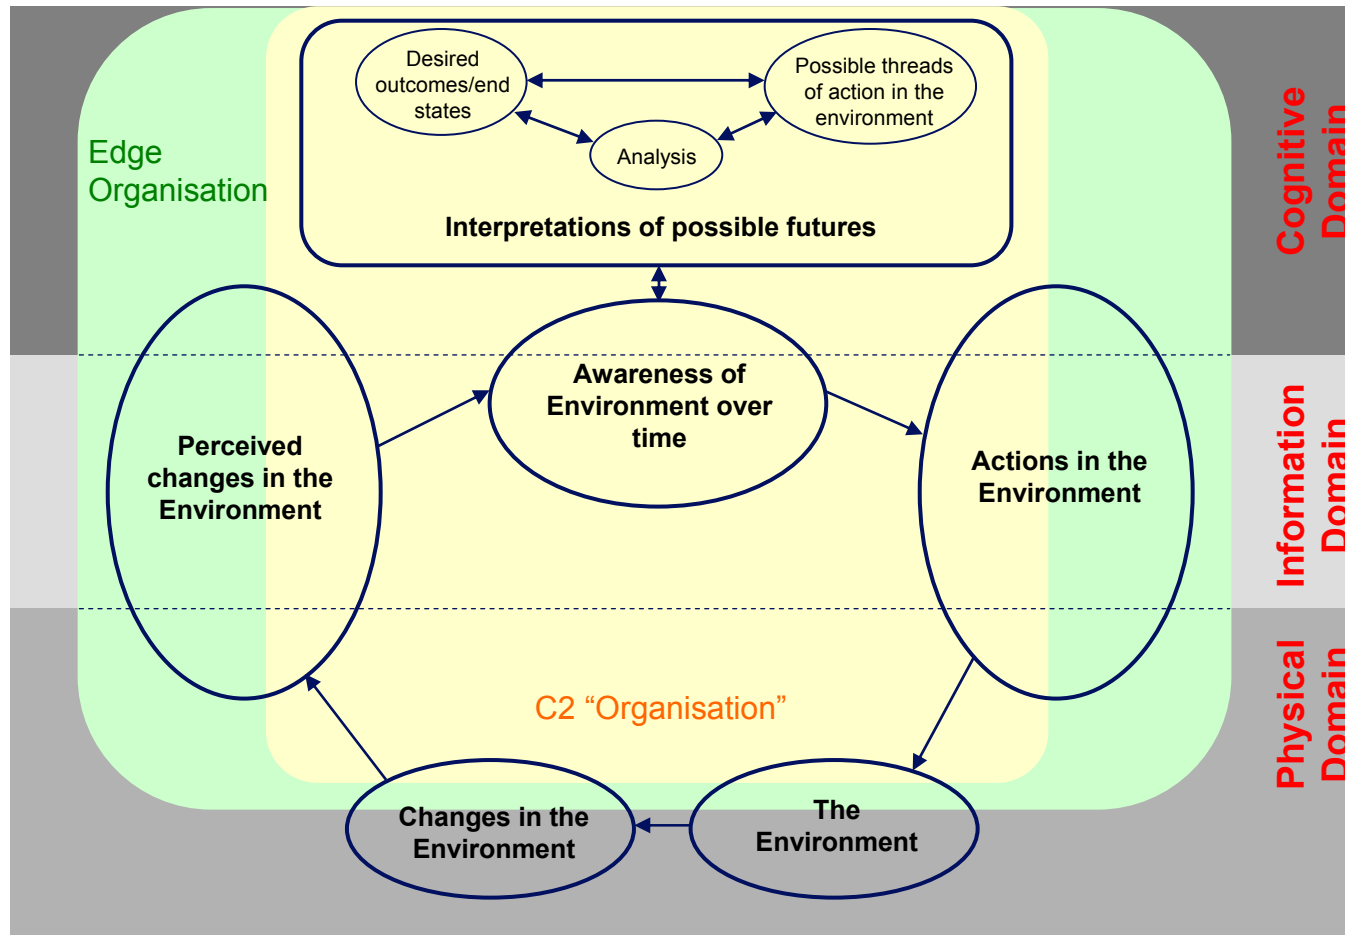 Desired
outcomes/end
states
Possible threads
of action in the
environment
Analysis
Interpretations of possible futures
Edge
Organisation
Cognitive
Domain
Awareness of
Environment over
time
Perceived
changes in the
Environment
Actions in the
Environment
Information
Domain
C2 “Organisation”
Physical
Domain
Changes in the
Environment
The
Environment